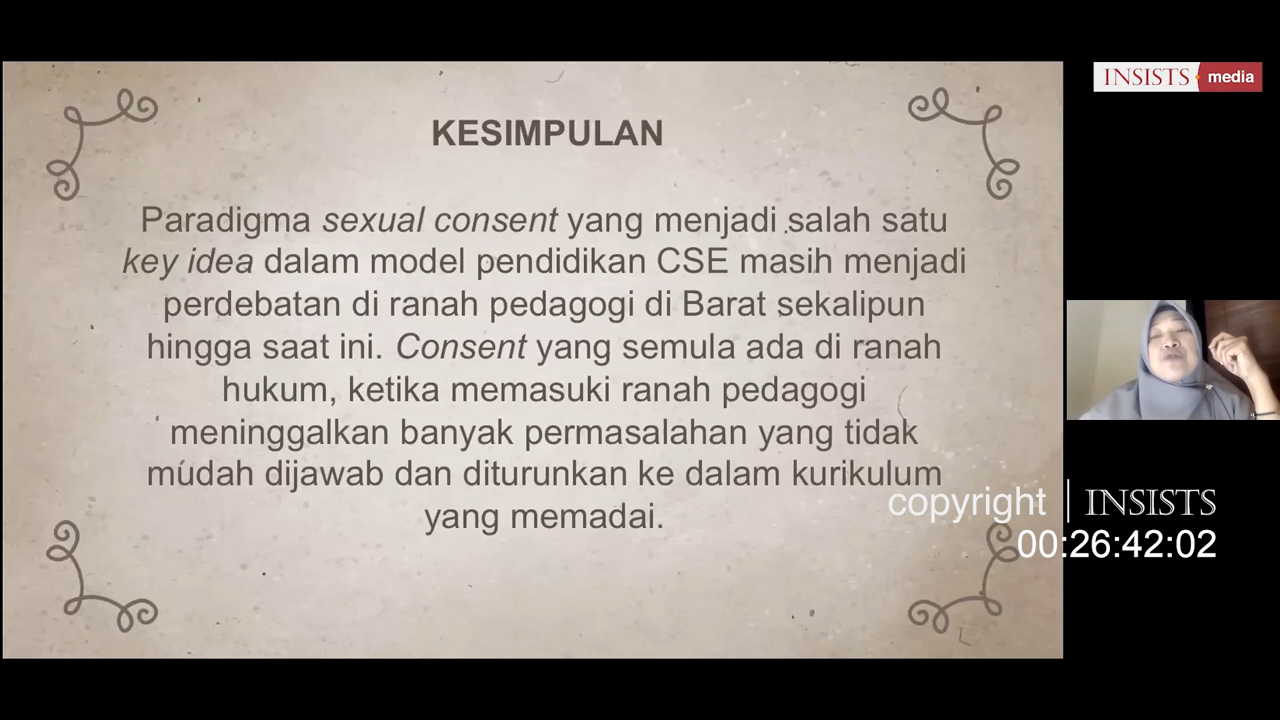 INSISTS media
KESIMPULAN
Paradigma sexual consent yang menjadi salah satu
key idea dalam model pendidikan CSE masih menjadi
perdebatan di ranah pedagogi di Barat sekalipun
hingga saat ini. Consent yang semula ada di ranah
hukum, ketika memasuki ranah pedagogi
meninggalkan banyak permasalahan yang tidak
mudah dijawab dan diturunkan ke dalam kurikulum
yang memadai.
copyright | INSISTS
00:26:42:02